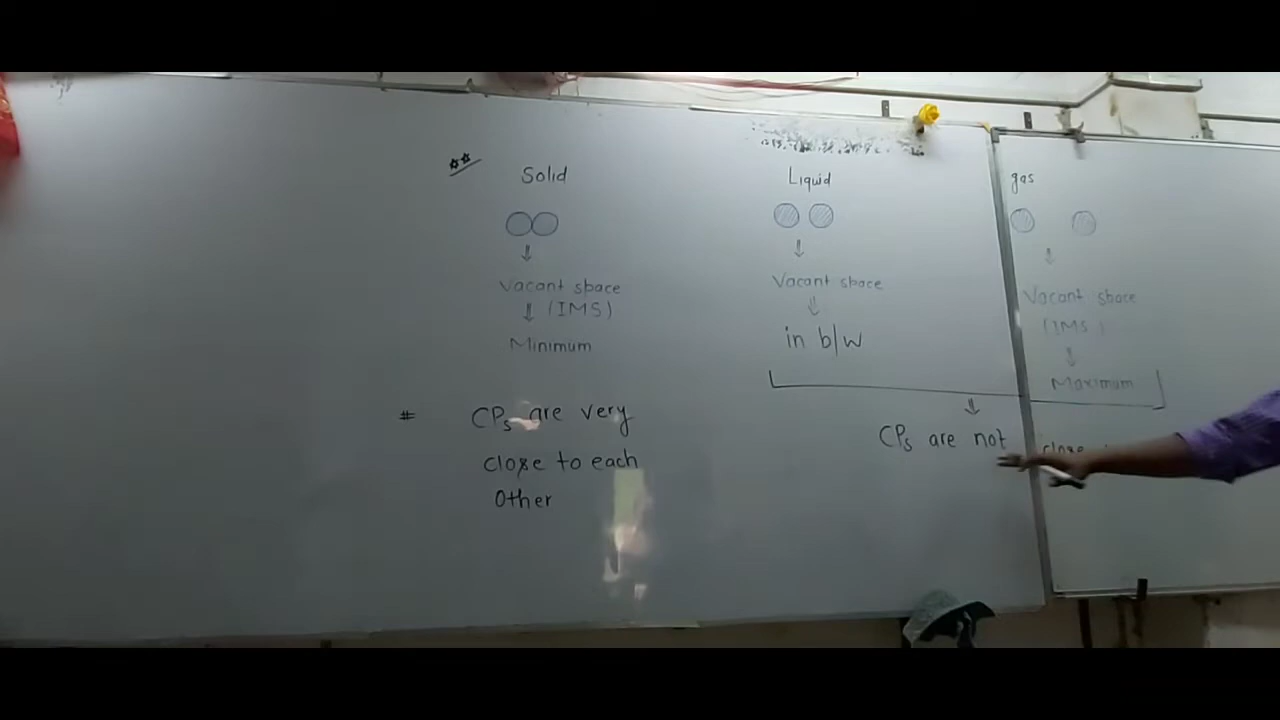 ** Solid Liquid gas
Vacant space Vacant space Vacant space
(IMS) (IMS)
Minimum in b/w Maximum
# CPs are very CPs are not close
close to each
Other